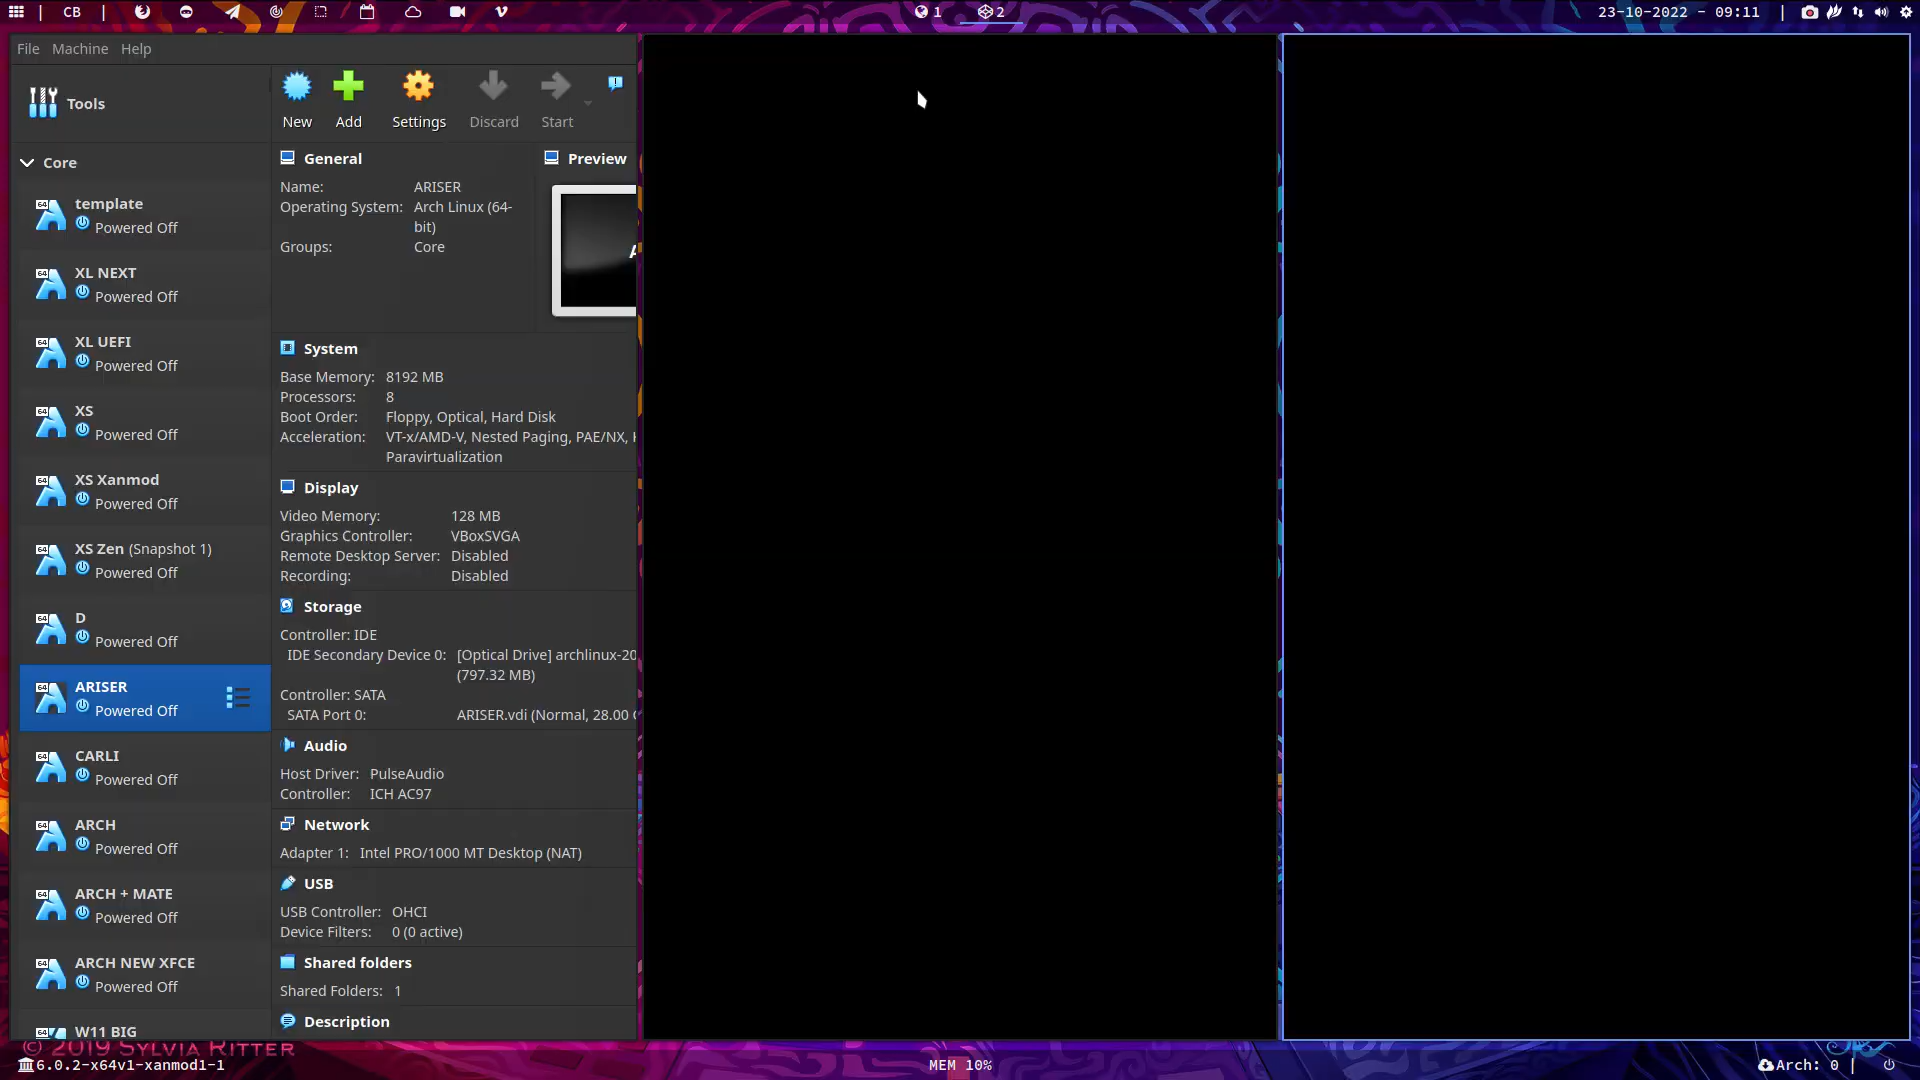 CB
1
2
23-10-2022 - 09:11
File Machine Help
Tools
New
Add
Settings
Discard
Start
Core
template
Powered Off
XL NEXT
Powered Off
XL UEFI
Powered Off
XS
Powered Off
XS Xanmod
Powered Off
XS Zen (Snapshot 1)
Powered Off
D
Powered Off
ARISER
Powered Off
CARLI
Powered Off
ARCH
Powered Off
ARCH + MATE
Powered Off
ARCH NEW XFCE
Powered Off
W11 BIG
General
Name: ARISER
Operating System: Arch Linux (64-
bit)
Groups: Core
Preview
System
Base Memory: 8192 MB
Processors: 8
Boot Order: Floppy, Optical, Hard Disk
Acceleration: VT-x/AMD-V, Nested Paging, PAE/NX,
Paravirtualization
Display
Video Memory: 128 MB
Graphics Controller: VBoxSVGA
Remote Desktop Server: Disabled
Recording: Disabled
Storage
Controller: IDE
IDE Secondary Device 0: [Optical Drive] archlinux-20
(797.32 MB)
Controller: SATA
SATA Port 0: ARISER.vdi (Normal, 28.00
Audio
Host Driver: PulseAudio
Controller: ICH AC97
Network
Adapter 1: Intel PRO/1000 MT Desktop (NAT)
USB
USB Controller: OHCI
Device Filters: 0 (0 active)
Shared folders
Shared Folders: 1
Description
© 2019 SYLVIA RITTER
6.0.2-x64v1-xanmod1-1
MEM 10%
Arch: 0